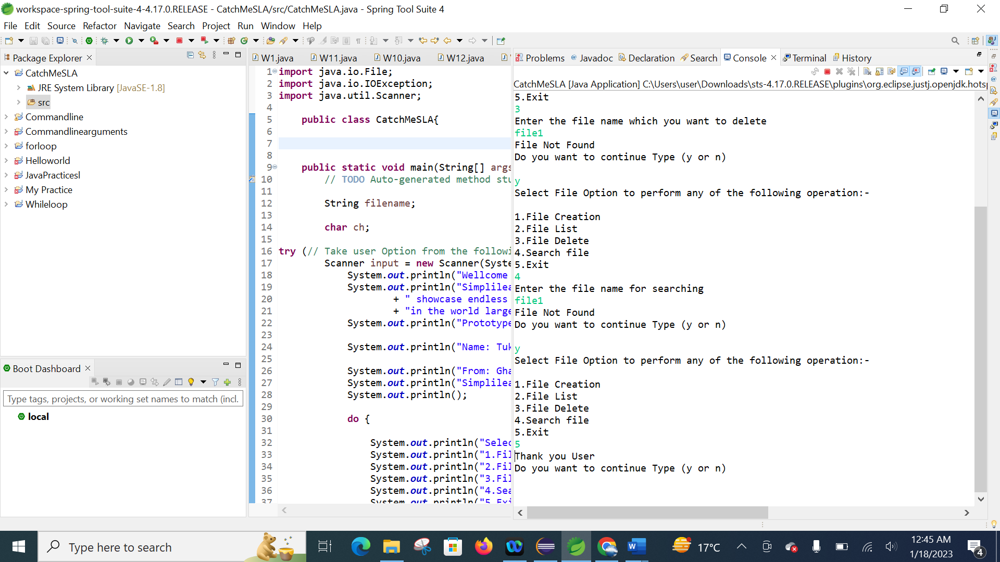 workspace-spring-tool-suite-4-4.17.0.RELEASE - CatchMeSLA/src/CatchMeSLA.java - Spring Tool Suite 4
File Edit Source Refactor Navigate Search Project Run Window Help
Package Explorer
CatchMeSLA
JRE System Library [JavaSE-1.8]
src
Commandline
Commandlinearguments
forloop
Helloworld
JavaPracticesl
My Practice
Whileloop
Boot Dashboard
Type tags, projects, or working set names to match (incl.
local
W1.java W11.java W10.java W12.java
1 import java.io.File;
2 import java.io.IOException;
3 import java.util.Scanner;
4
5 public class CatchMeSLA{
6
7
8
9 public static void main(String[] args
10 // TODO Auto-generated method stu
11
12 String filename;
13
14 char ch;
15
16 try (// Take user Option from the followi
17 Scanner input = new Scanner(Syste
18 System.out.println("Wellcome
19 System.out.println("Simplilea
20 + " showcase endless
21 + "in the world large
22 System.out.println("Prototype
23
24 System.out.println("Name: Tuk
25
26 System.out.println("From: Gha
27 System.out.println("Simplilea
28 System.out.println();
29
30 do {
31
32 System.out.println("Selec
33 System.out.println("1.Fil
34 System.out.println("2.Fil
35 System.out.println("3.Fil
36 System.out.println("4.Sea
37 System.out.println("5.Exi
Problems Javadoc Declaration Search Console Terminal History
CatchMeSLA [Java Application] C:\Users\user\Downloads\sts-4.17.0.RELEASE\plugins\org.eclipse.justj.openjdk.hotsp
5.Exit
3
Enter the file name which you want to delete
file1
File Not Found
Do you want to continue Type (y or n)
y
Select File Option to perform any of the following operation:-
1.File Creation
2.File List
3.File Delete
4.Search file
5.Exit
4
Enter the file name for searching
file1
File Not Found
Do you want to continue Type (y or n)
y
Select File Option to perform any of the following operation:-
1.File Creation
2.File List
3.File Delete
4.Search file
5.Exit
5
Thank you User
Do you want to continue Type (y or n)
Type here to search
17°C
12:45 AM
1/18/2023
4